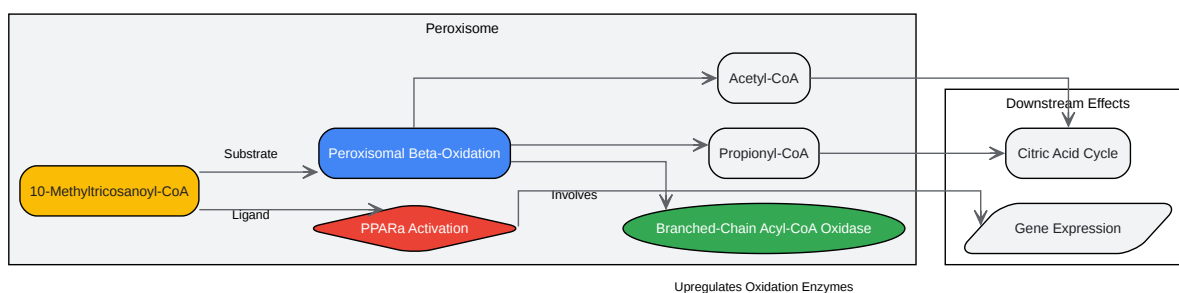 Peroxisome
Acetyl-CoA
Downstream Effects
Substrate
Peroxisomal Beta-Oxidation
Propionyl-CoA
Citric Acid Cycle
10-Methyltricosanoyl-CoA
Involves
Ligand
PPARa Activation
Branched-Chain Acyl-CoA Oxidase
Gene Expression
Upregulates Oxidation Enzymes